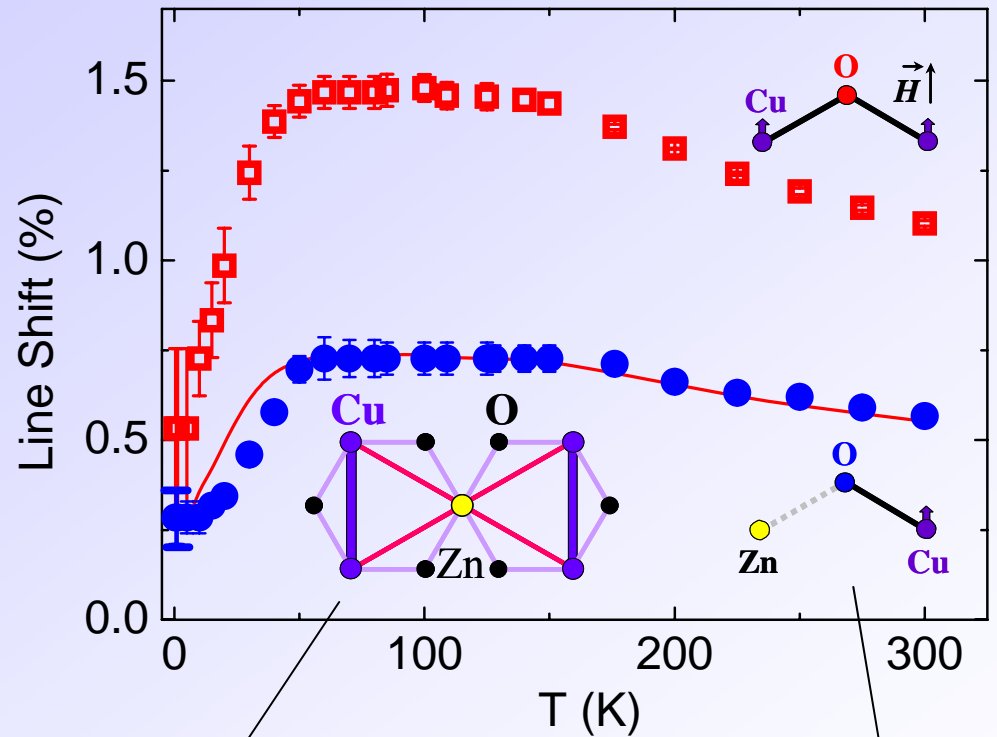 Line Shift (%)
1.5
1.0
0.5
0.0
0
100
200
300
T (K)
O
Cu
H
Cu
O
Zn
O
Zn
Cu